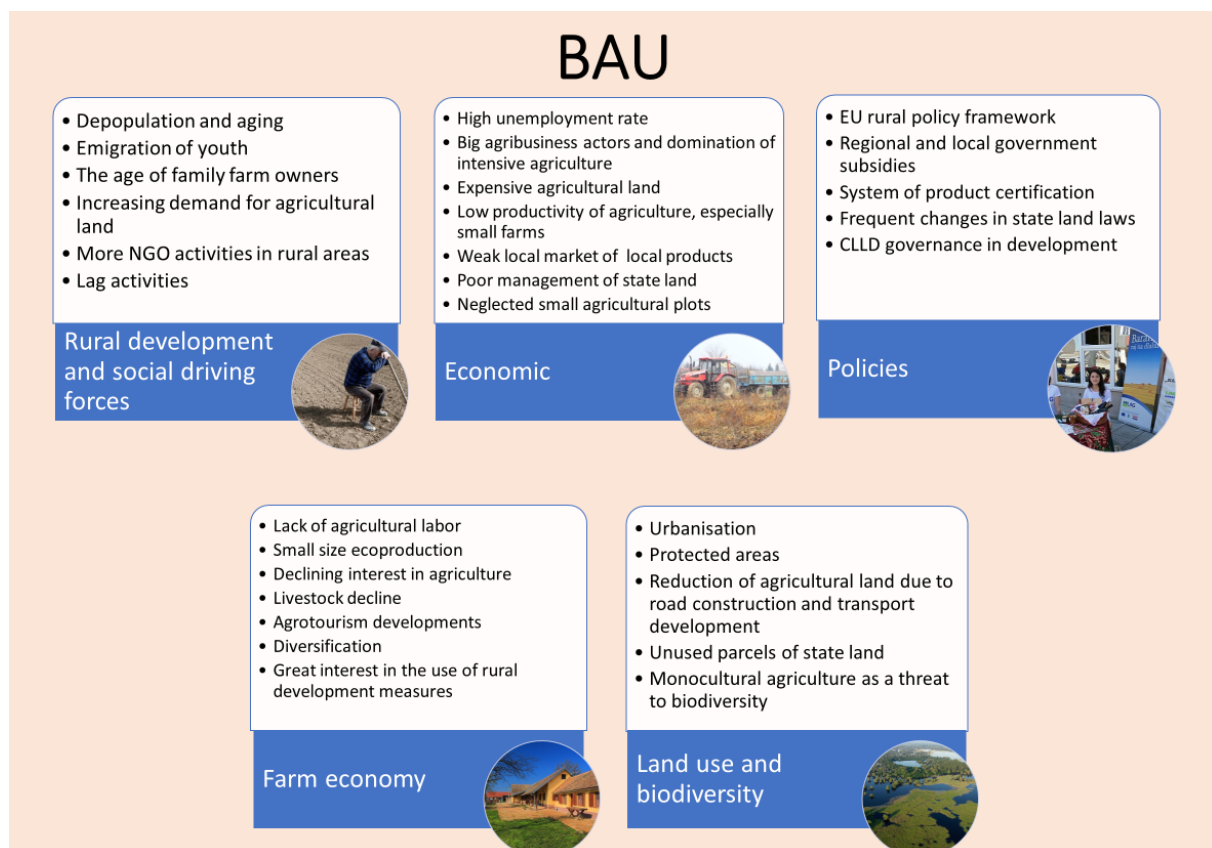 BAU
• Depopulation and aging
• Emigration of youth
• The age of family farm owners
• Increasing demand for agricultural
land
• More NGO activities in rural areas
• Lag activities
Rural development
and social driving
forces
• High unemployment rate
• Big agribusiness actors and domination of
intensive agriculture
• Expensive agricultural land
• Low productivity of agriculture, especially
small farms
• Weak local market of local products
• Poor management of state land
• Neglected small agricultural plots
Economic
• EU rural policy framework
• Regional and local government
subsidies
• System of product certification
• Frequent changes in state land laws
• CLLD governance in development
Policies
• Lack of agricultural labor
• Small size ecoproduction
• Declining interest in agriculture
• Livestock decline
• Agrotourism developments
• Diversification
• Great interest in the use of rural
development measures
Farm economy
• Urbanisation
• Protected areas
• Reduction of agricultural land due to
road construction and transport
development
• Unused parcels of state land
• Monocultural agriculture as a threat
to biodiversity
Land use and
biodiversity